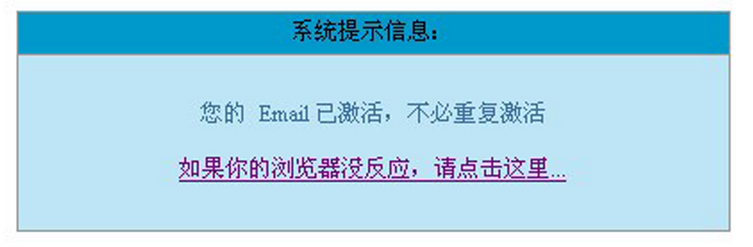 系统提示信息：
您的 Email 已激活，不必重复激活
如果你的浏览器没反应，请点击这里...